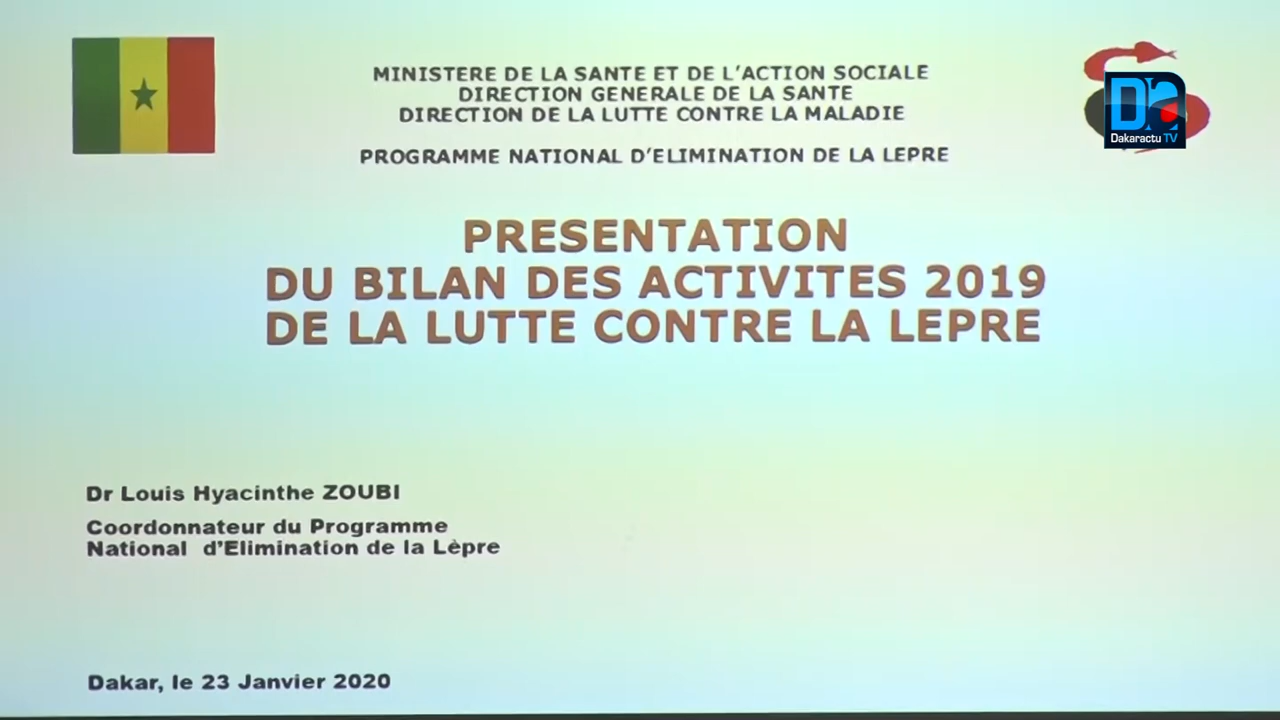 MINISTERE DE LA SANTE ET DE L'ACTION SOCIALE
DIRECTION GENERALE DE LA SANTE
DIRECTION DE LA LUTTE CONTRE LA MALADIE
PROGRAMME NATIONAL D'ELIMINATION DE LA LEPRE
Dakaractu TV
PRESENTATION
DU BILAN DES ACTIVITES 2019
DE LA LUTTE CONTRE LA LEPRE
Dr Louis Hyacinthe ZOUBI
Coordonnateur du Programme
National d'Elimination de la Lèpre
Dakar, le 23 Janvier 2020